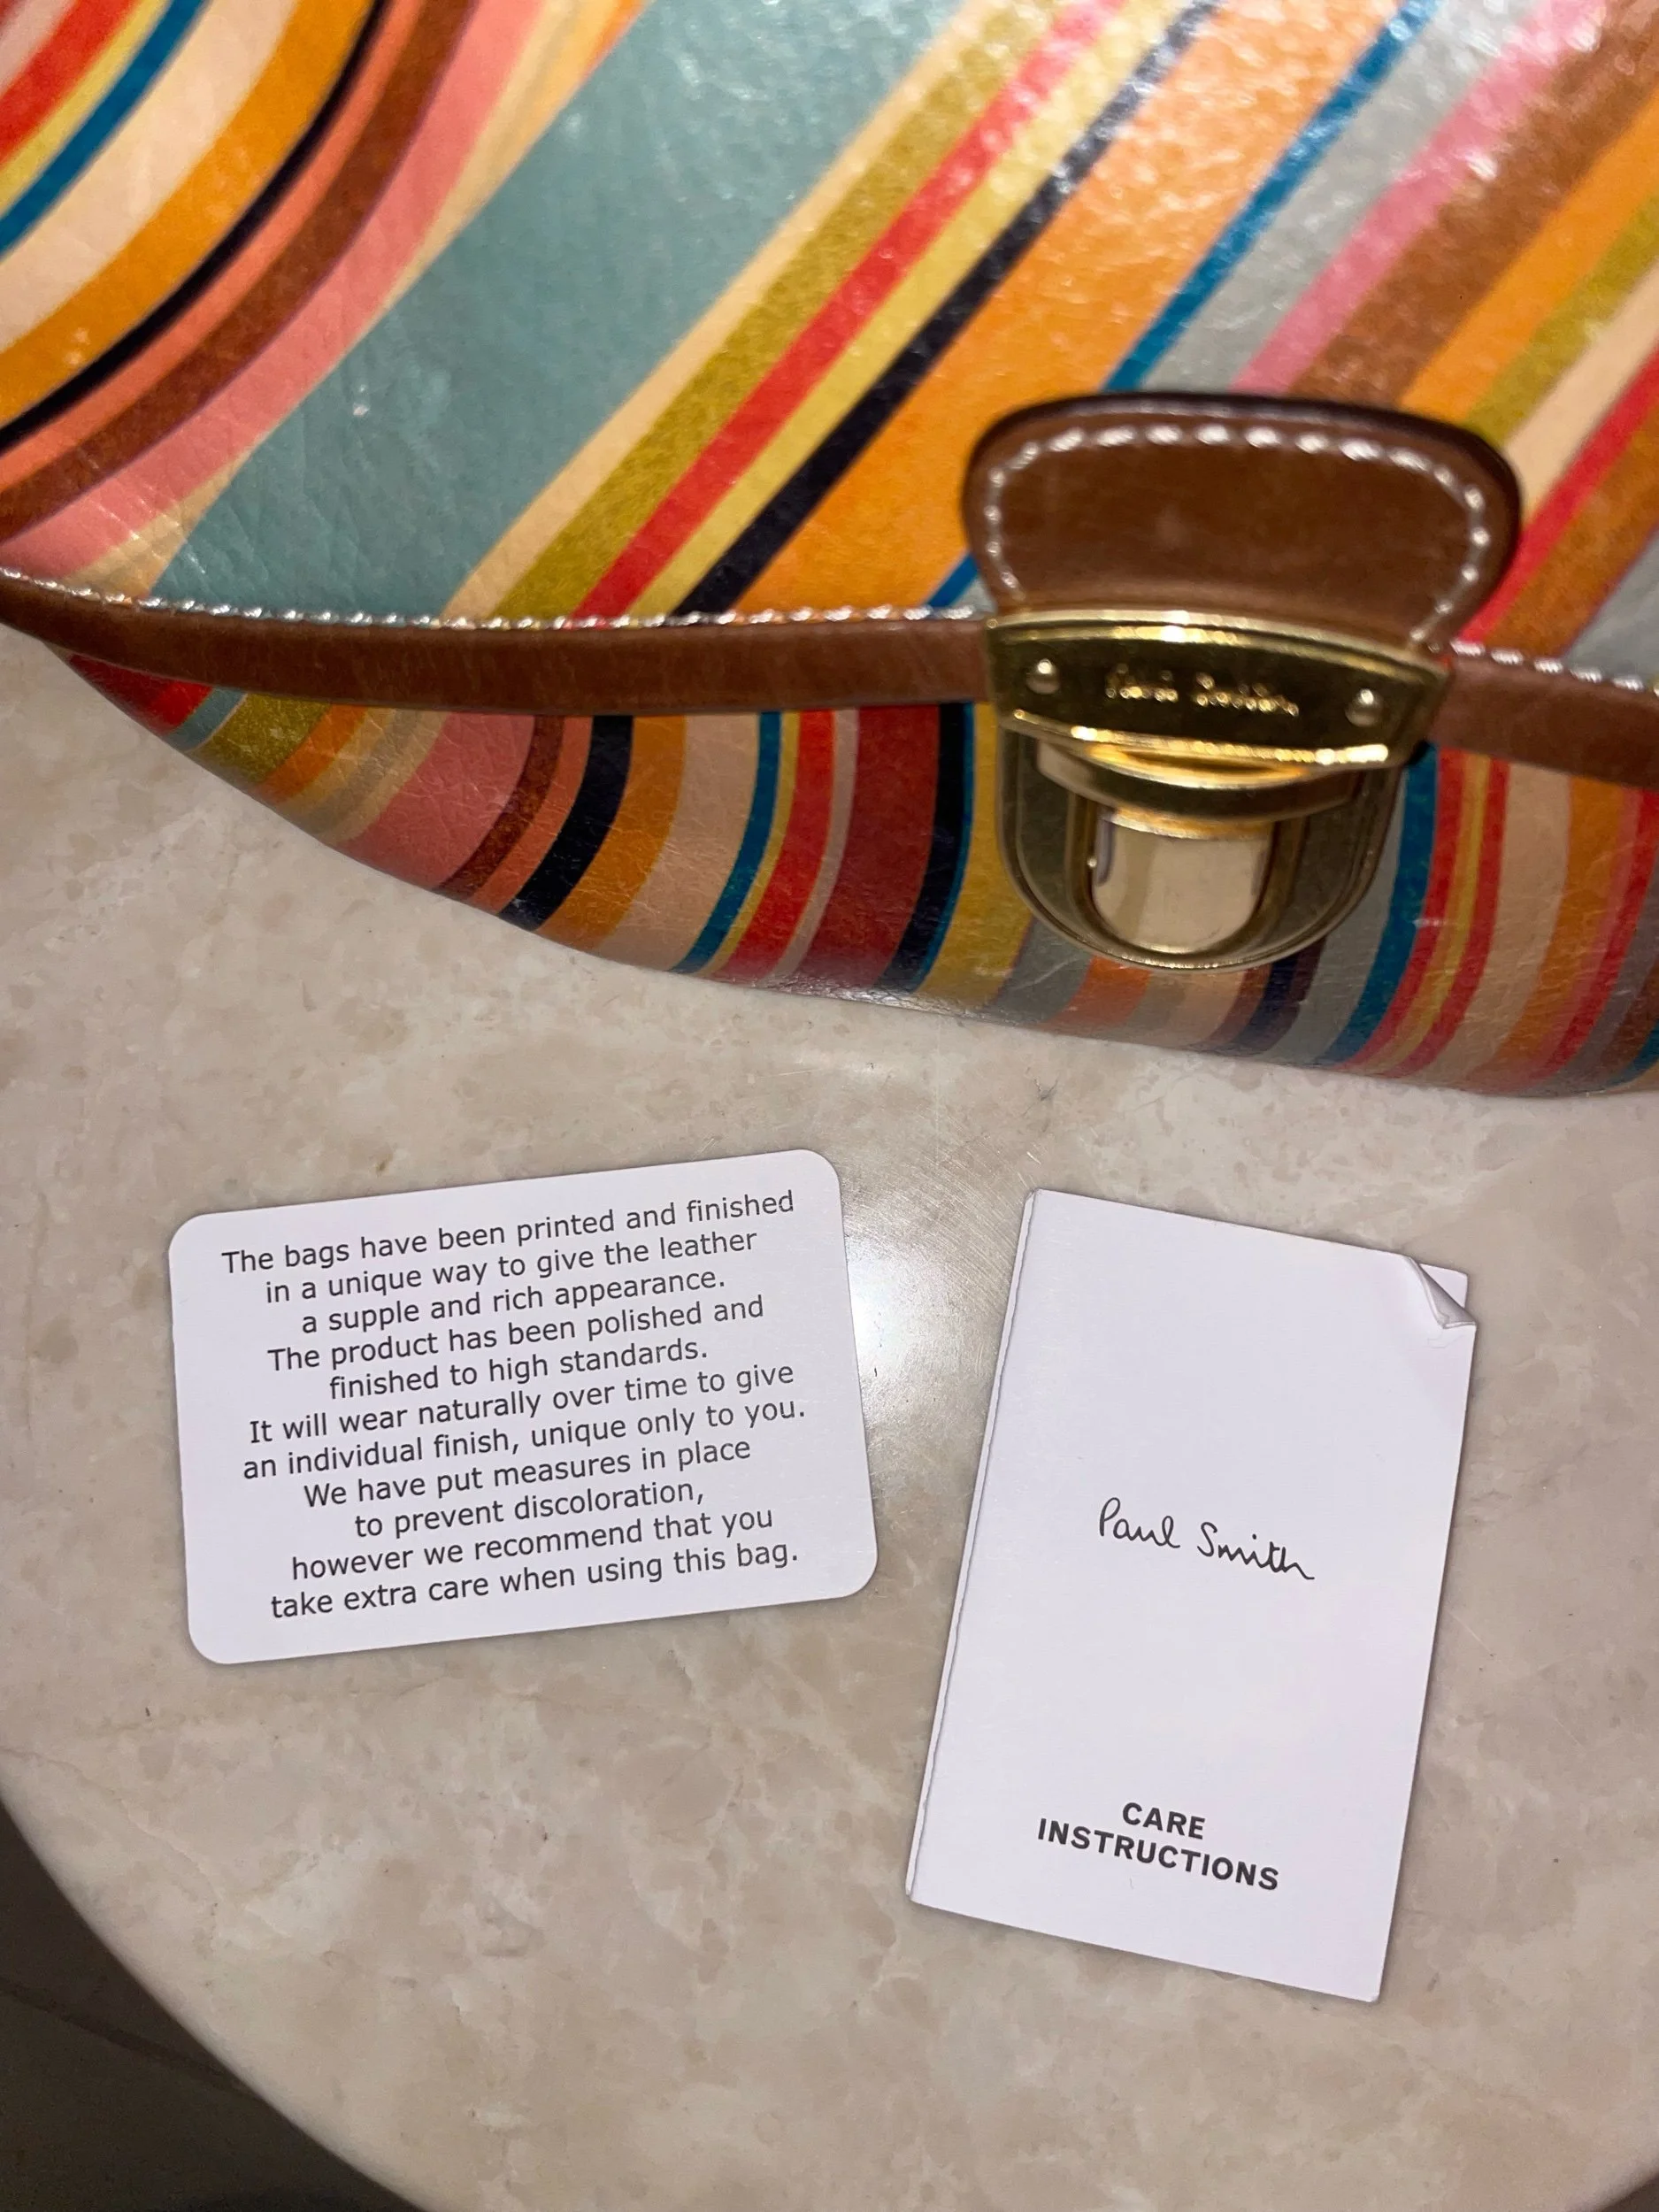 Paul Smith
The bags have been printed and finished
in a unique way to give the leather
a supple and rich appearance.
The product has been polished and
finished to high standards.
It will wear naturally over time to give
an individual finish, unique only to you.
We have put measures in place
to prevent discoloration,
however we recommend that you
take extra care when using this bag.
Paul Smith
CARE
INSTRUCTIONS